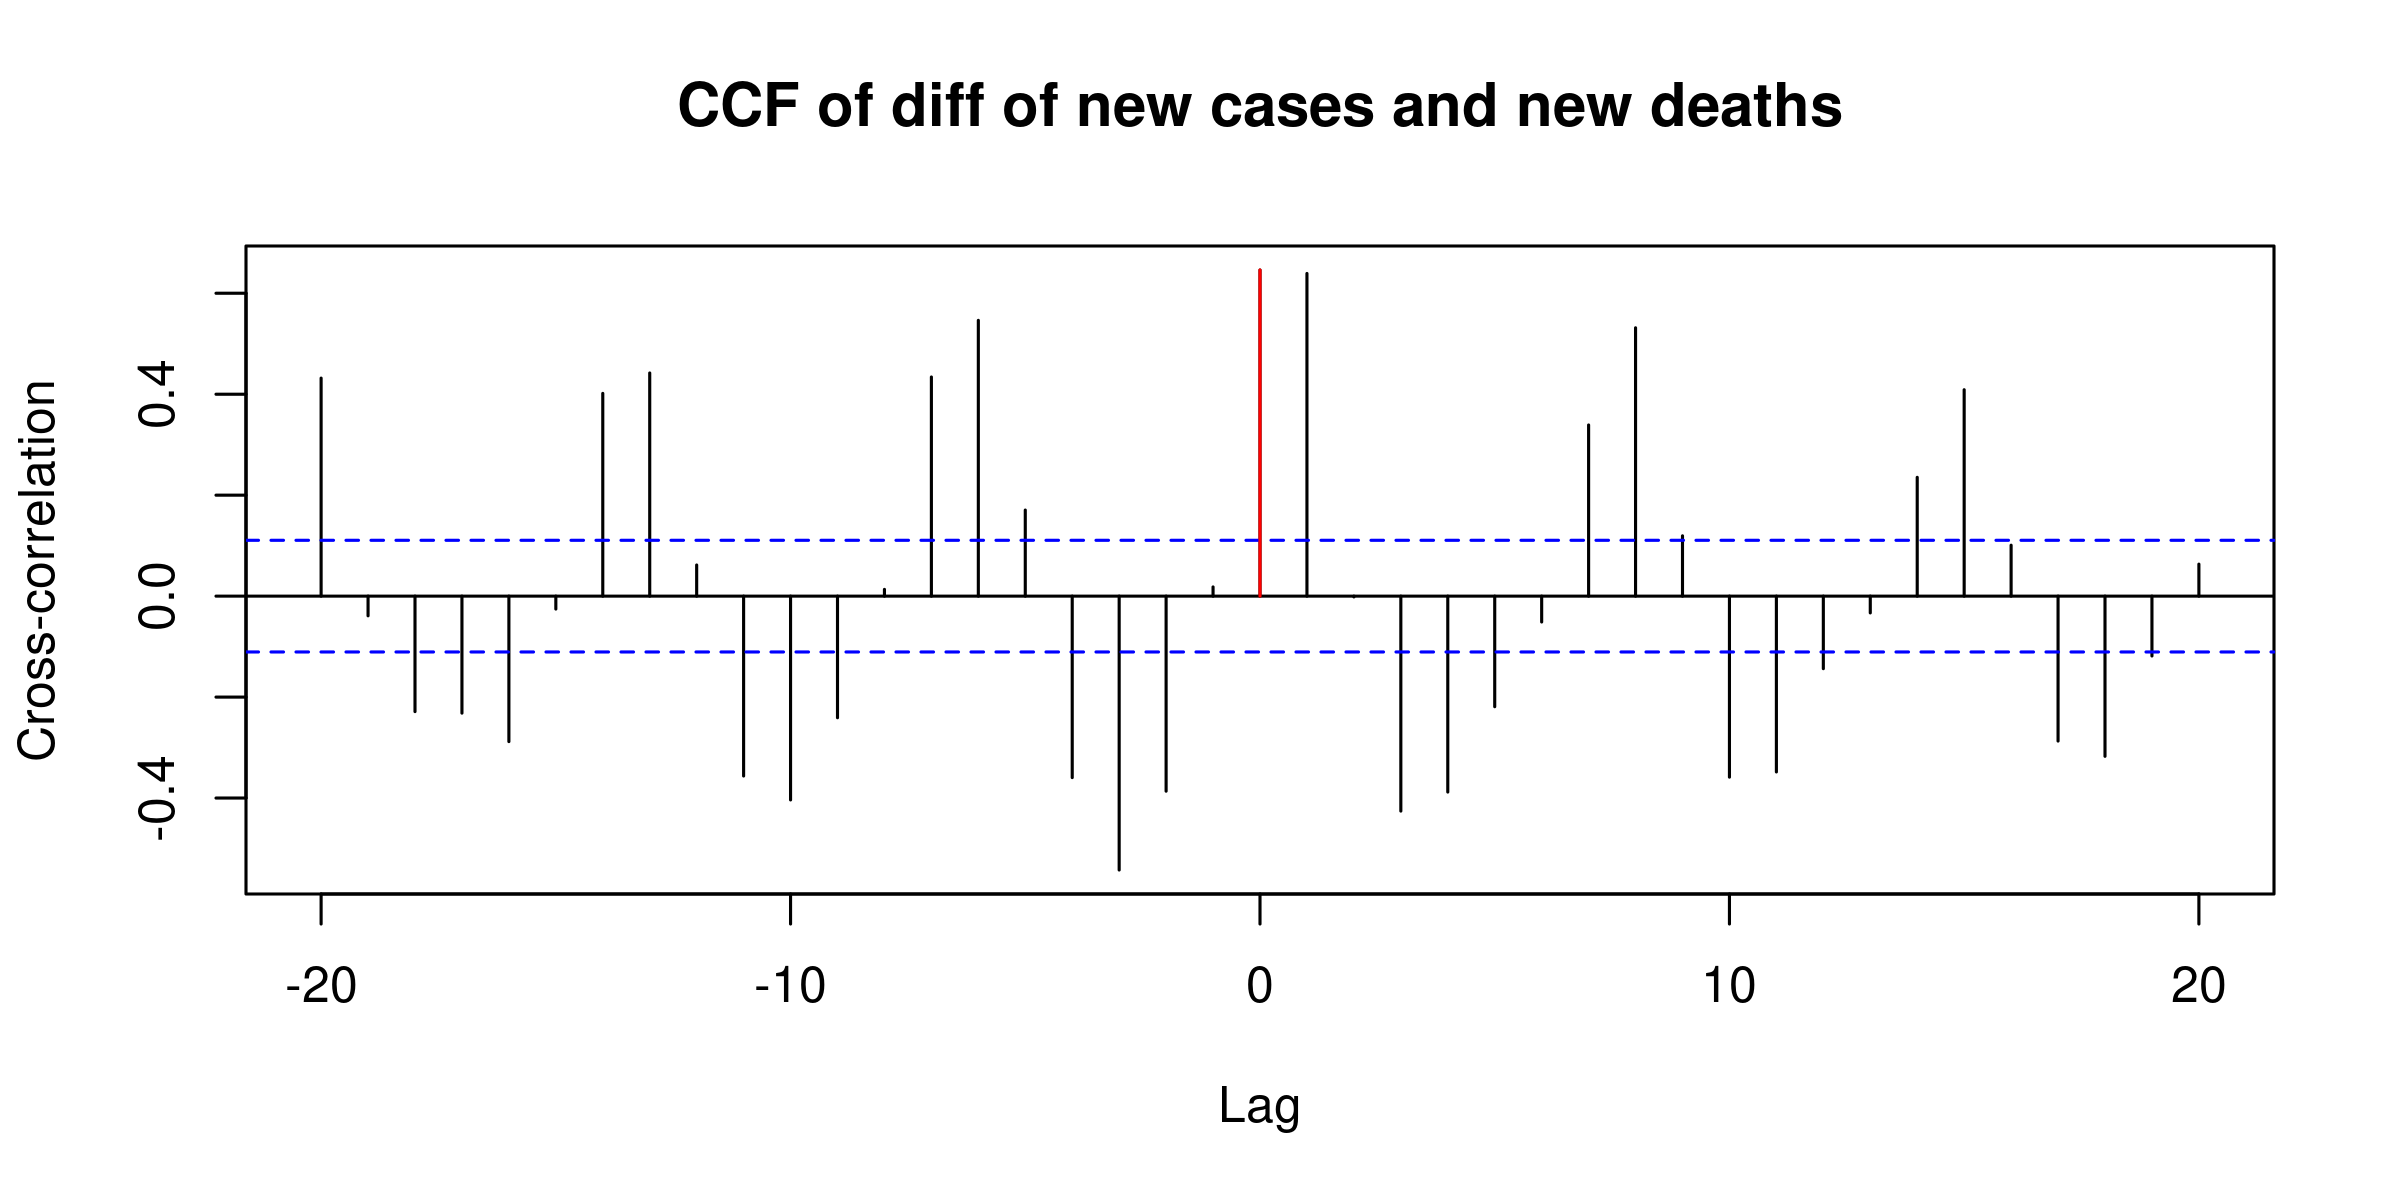 CCF of diff of new cases and new deaths
Cross-correlation
0.4
0.0
-0.4
-20 -10 0 10 20
Lag